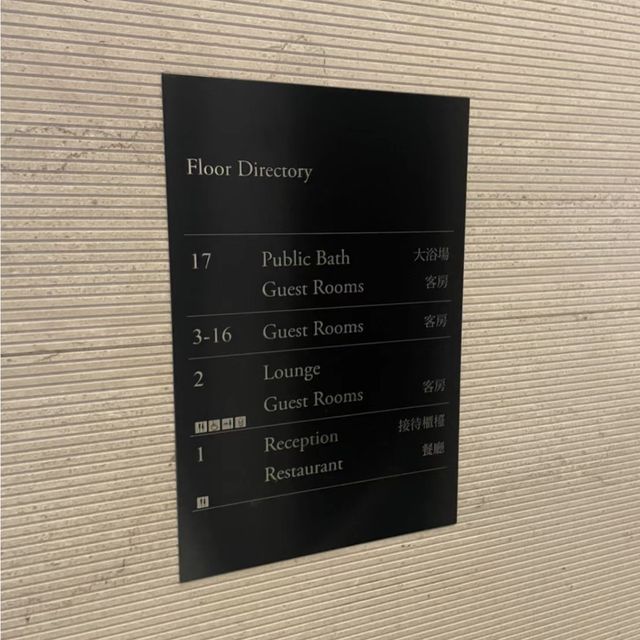 Floor Directory
17 Public Bath 大浴場
Guest Rooms 客房
3-16 Guest Rooms 客房
2 Lounge
Guest Rooms 客房
1 Reception 接待櫃檯
Restaurant 餐廳